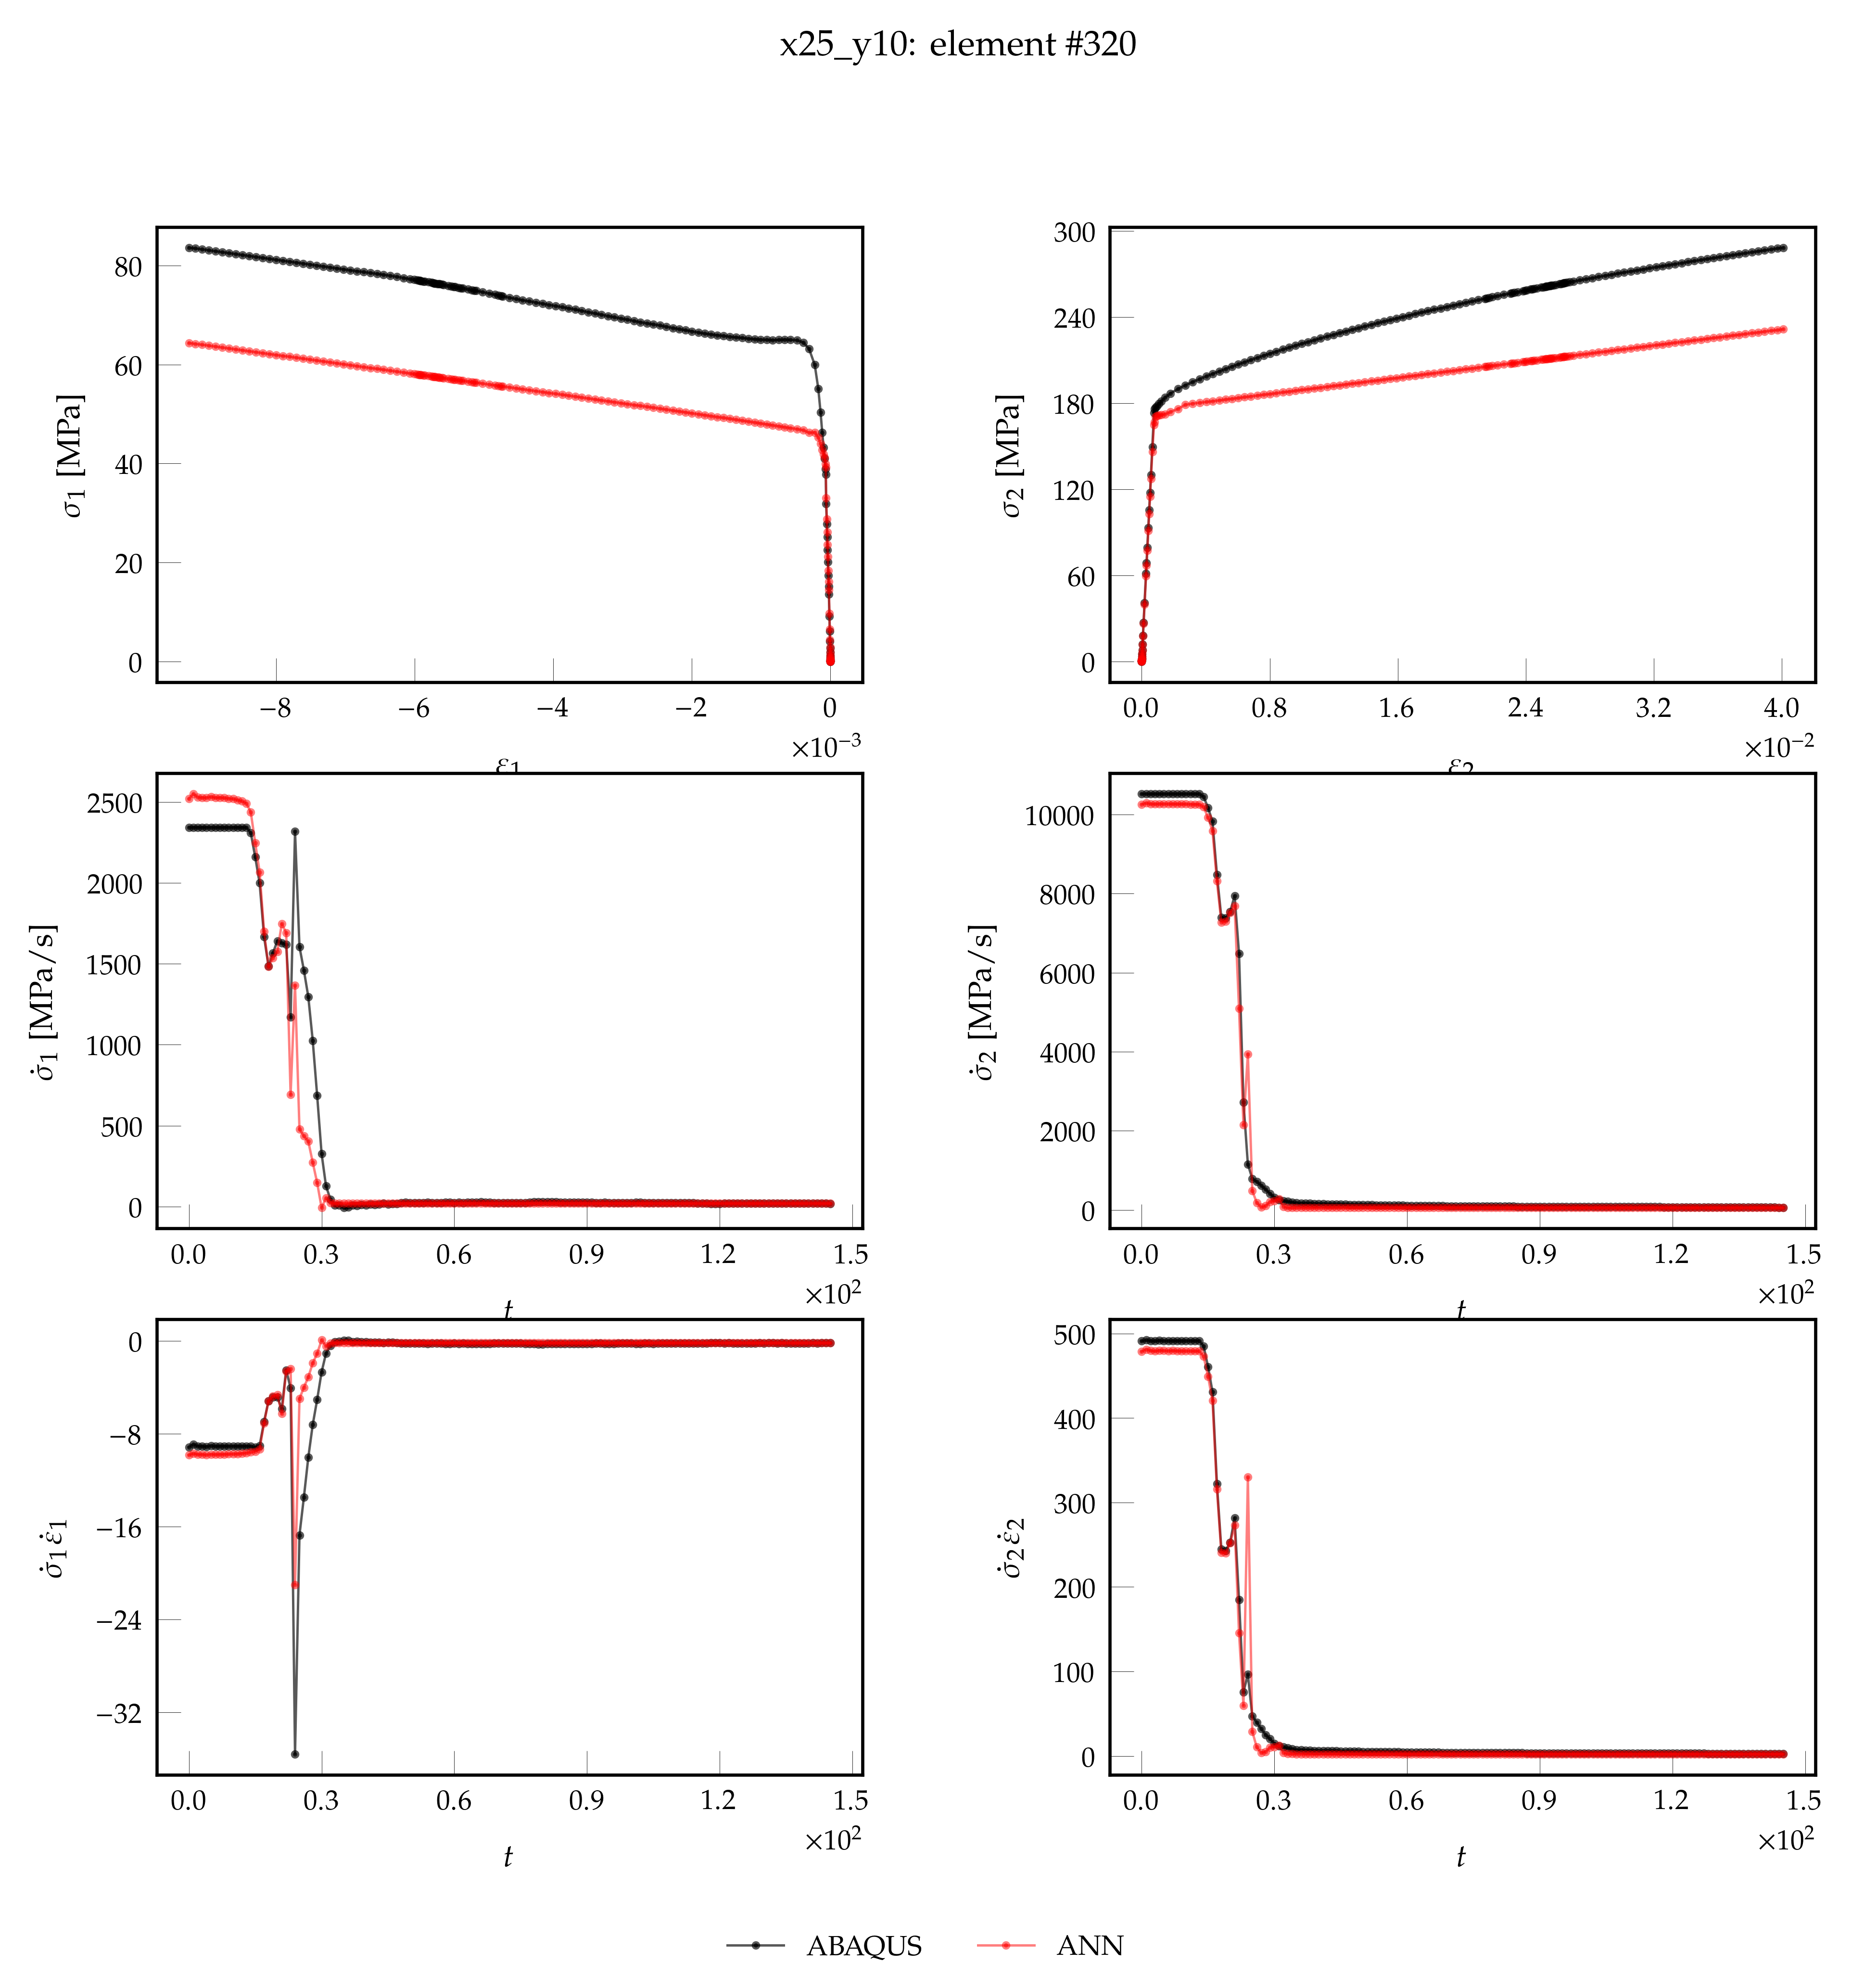 x25_y10: element #320
σ₁ [MPa]
80
60
40
20
0
−8 −6 −4 −2 0
×10⁻³
ε₁
σ₂ [MPa]
300
240
180
120
60
0
0.0 0.8 1.6 2.4 3.2 4.0
×10⁻²
ε₂
σ̇₁ [MPa/s]
2500
2000
1500
1000
500
0
0.0 0.3 0.6 0.9 1.2 1.5
×10²
t
σ̇₂ [MPa/s]
10000
8000
6000
4000
2000
0
0.0 0.3 0.6 0.9 1.2 1.5
×10²
t
σ̇₁ε̇₁
0
−8
−16
−24
−32
0.0 0.3 0.6 0.9 1.2 1.5
×10²
t
σ̇₂ε̇₂
500
400
300
200
100
0
0.0 0.3 0.6 0.9 1.2 1.5
×10²
t
ABAQUS ANN